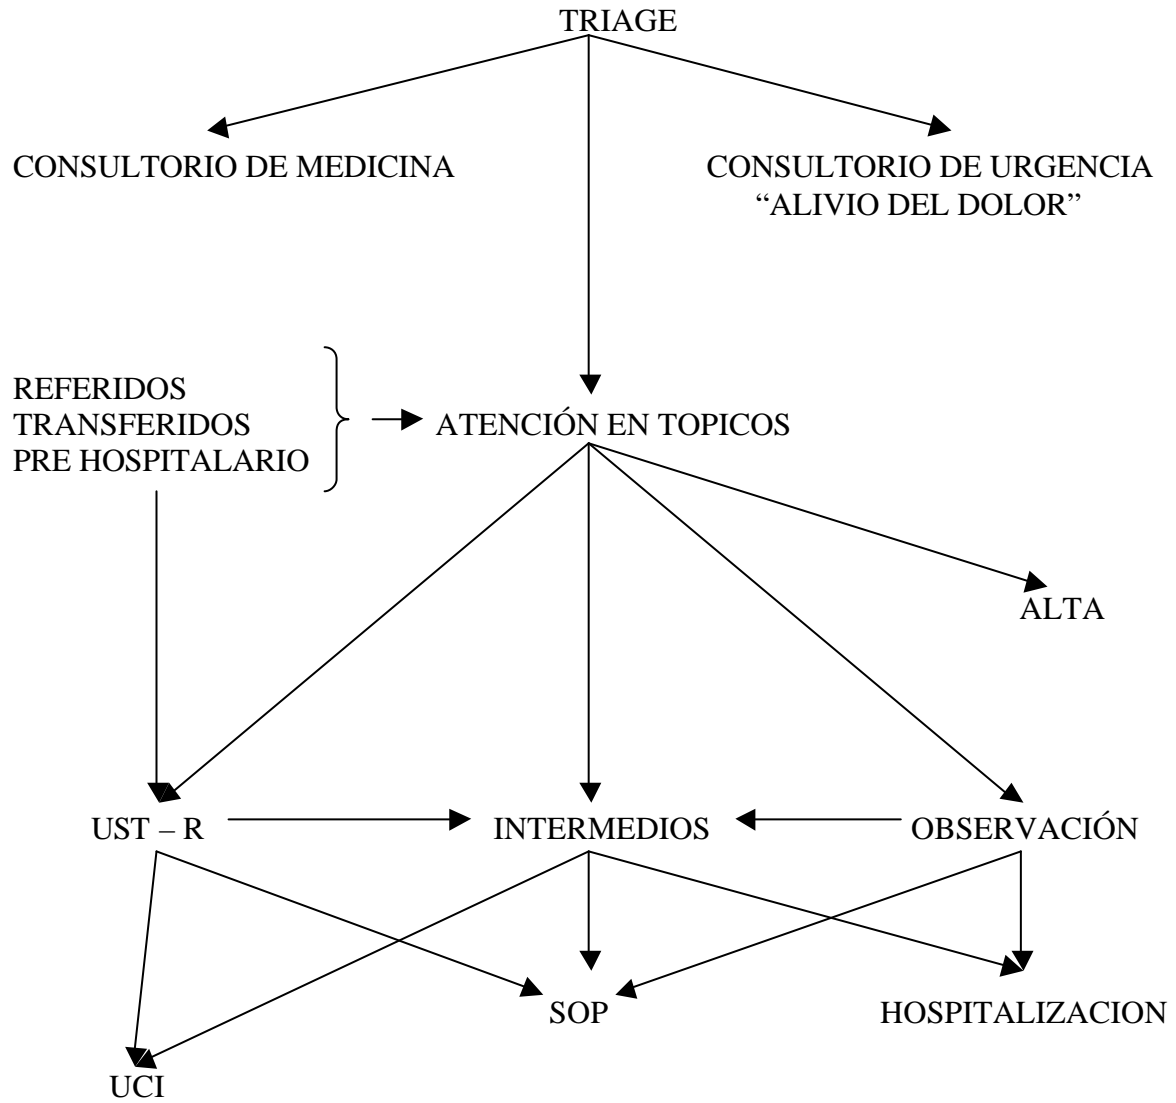 TRIAGE
CONSULTORIO DE MEDICINA
CONSULTORIO DE URGENCIA
“ALIVIO DEL DOLOR”
REFERIDOS
TRANSFERIDOS
PRE HOSPITALARIO
ATENCIÓN EN TOPICOS
ALTA
UST – R
INTERMEDIOS
OBSERVACIÓN
SOP
HOSPITALIZACION
UCI